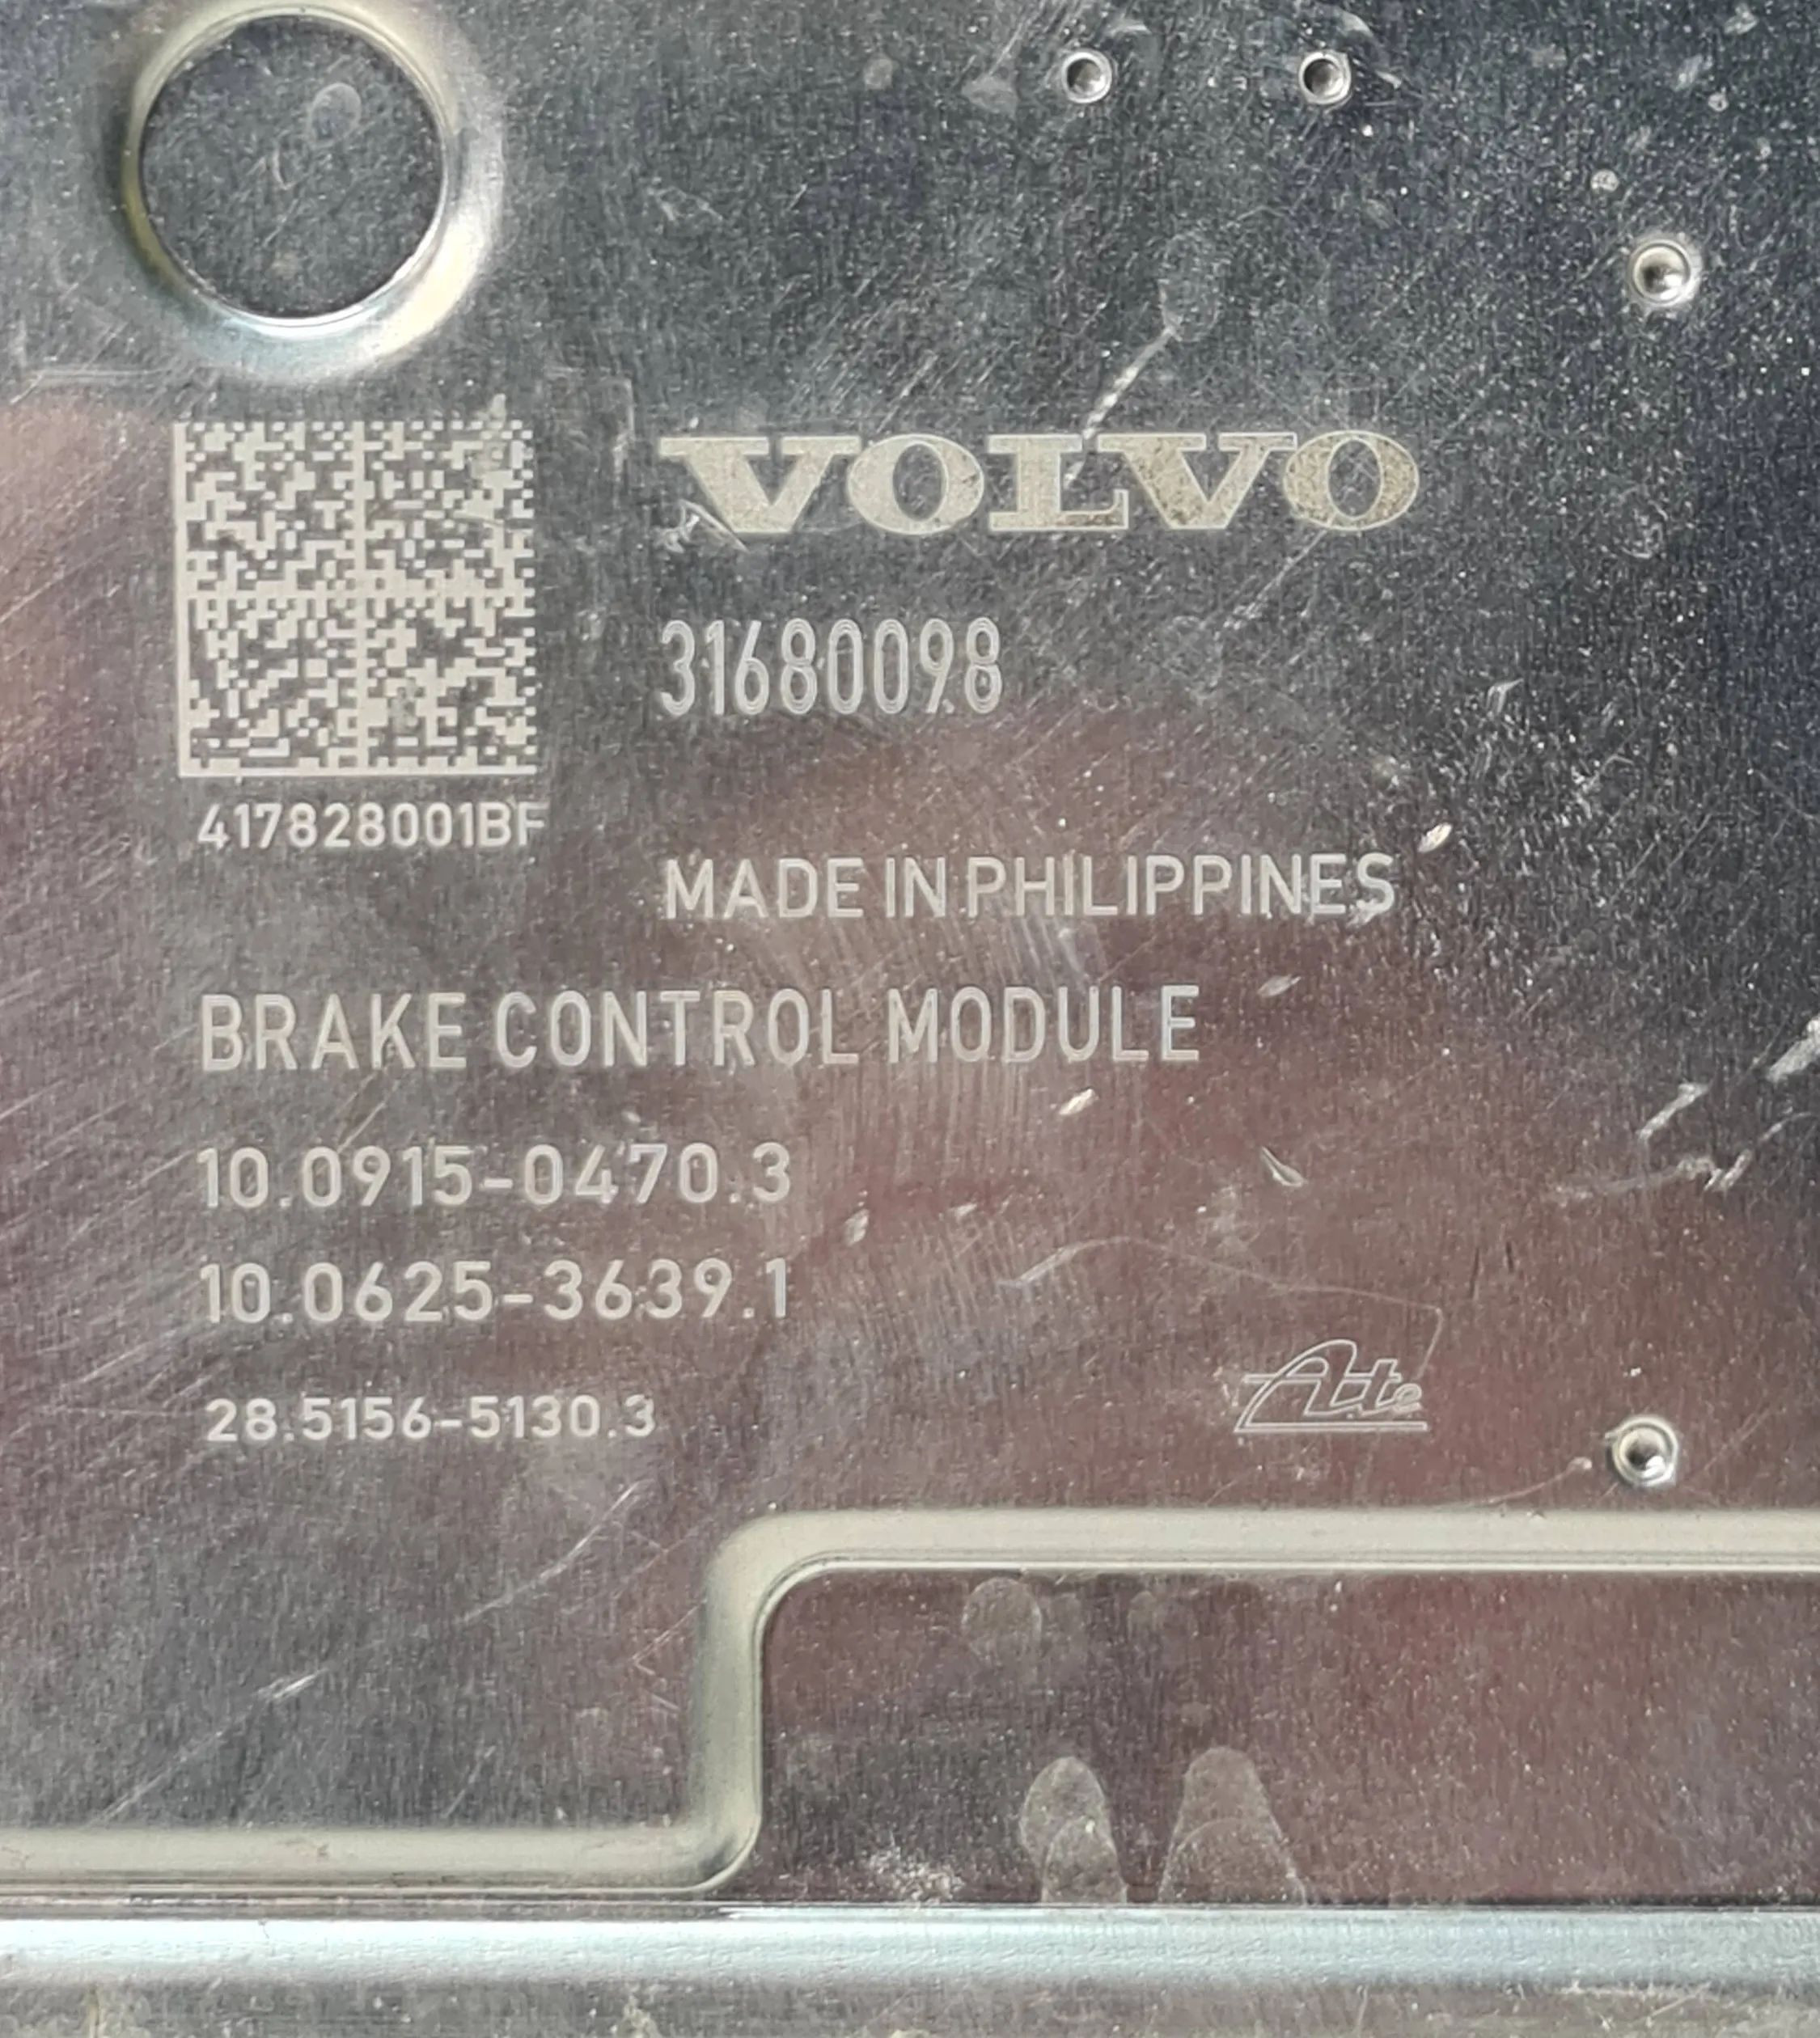 VOLVO
31680098
417828001BF
MADE IN PHILIPPINES
BRAKE CONTROL MODULE
10.0915-0470.3
10.0625-3639.1
28.5156-5130.3
Ate